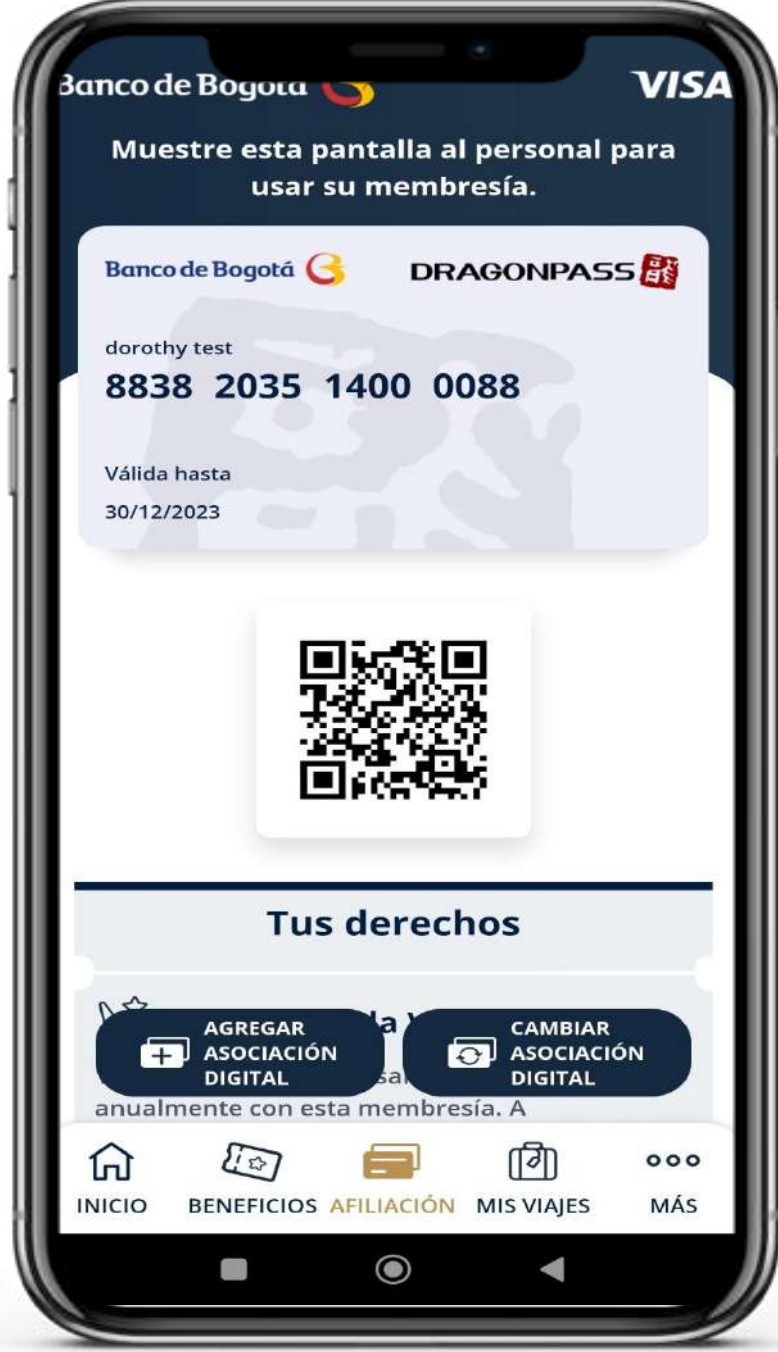 Banco de Bogotá
VISA
Muestre esta pantalla al personal para
usar su membresía.
Banco de Bogotá
DRAGONPASS
dorothy test
8838 2035 1400 0088
Válida hasta
30/12/2023
Tus derechos
AGREGAR
ASOCIACIÓN
DIGITAL
CAMBIAR
ASOCIACIÓN
DIGITAL
anualmente con esta membresía. A
INICIO
BENEFICIOS
AFILIACIÓN
MIS VIAJES
MÁS